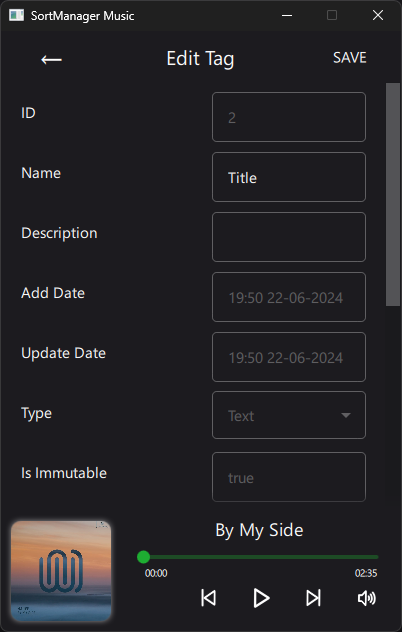 SortManager Music
Edit Tag
SAVE
ID
2
Name
Title
Description
Add Date
19:50 22-06-2024
Update Date
19:50 22-06-2024
Type
Text
Is Immutable
true
By My Side
00:00
02:35